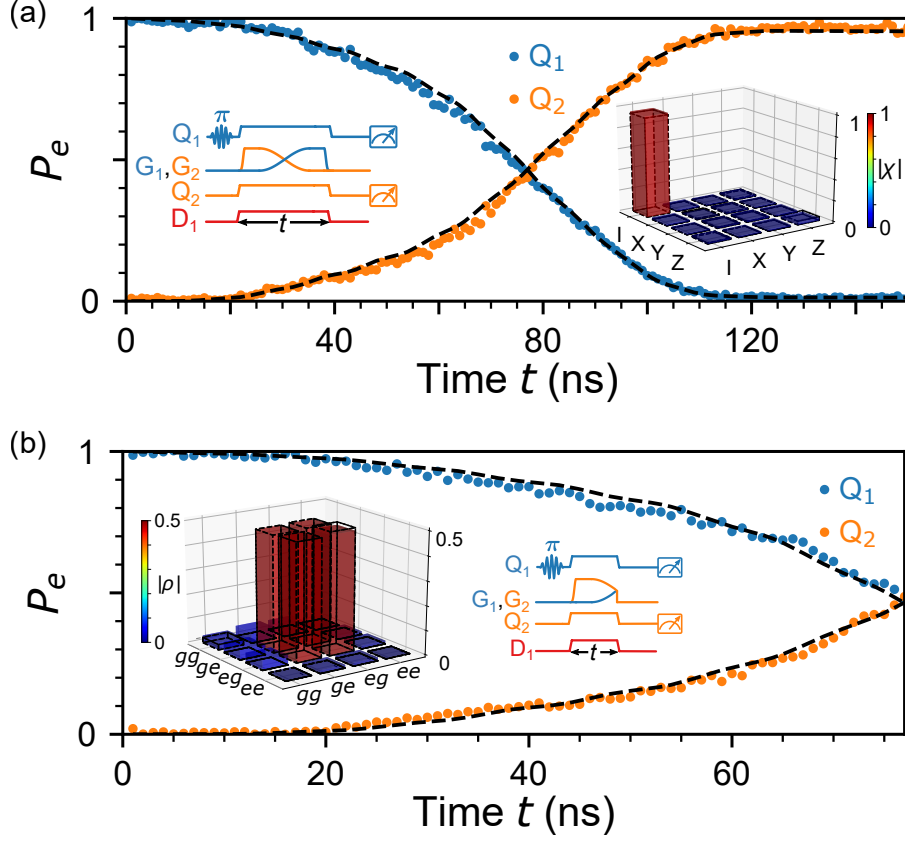 (a)
1
P_e
0
Q₁
Q₂
π
Q₁
G₁,G₂
Q₂
D₁
t
1
0
1
|χ|
0
I
X
Y
Z
I
X
Y
Z
0
40
80
120
Time t (ns)
(b)
1
P_e
0
Q₁
Q₂
0.5
|ρ|
0
0.5
0
gg
ge
eg
ee
gg
ge
eg
ee
π
Q₁
G₁,G₂
Q₂
D₁
t
0
20
40
60
Time t (ns)